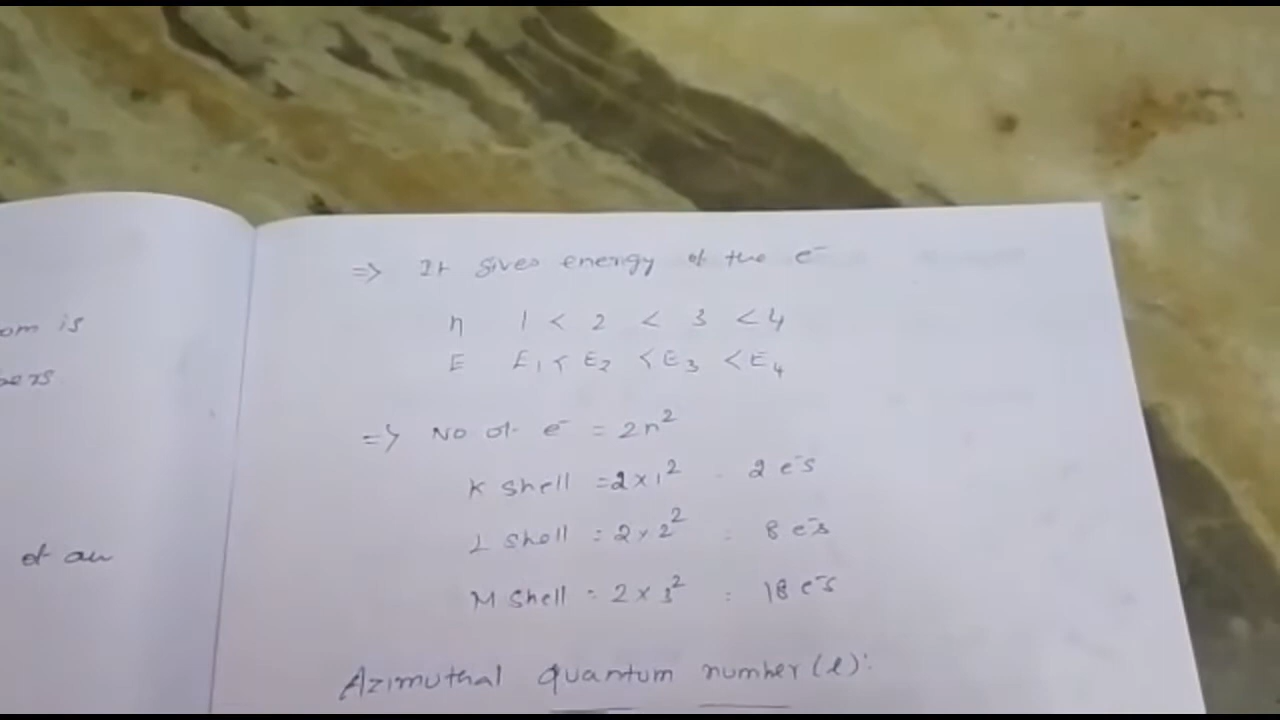 om is
bers
of an
=> It gives energy of the e⁻
n 1 < 2 < 3 < 4
E E₁ < E₂ < E₃ < E₄
=> No of e⁻ = 2n²
K shell = 2 x 1² - 2 e⁻s
L shell = 2 x 2² = 8 e⁻s
M shell = 2 x 3² = 18 e⁻s
Azimuthal quantum number (l):